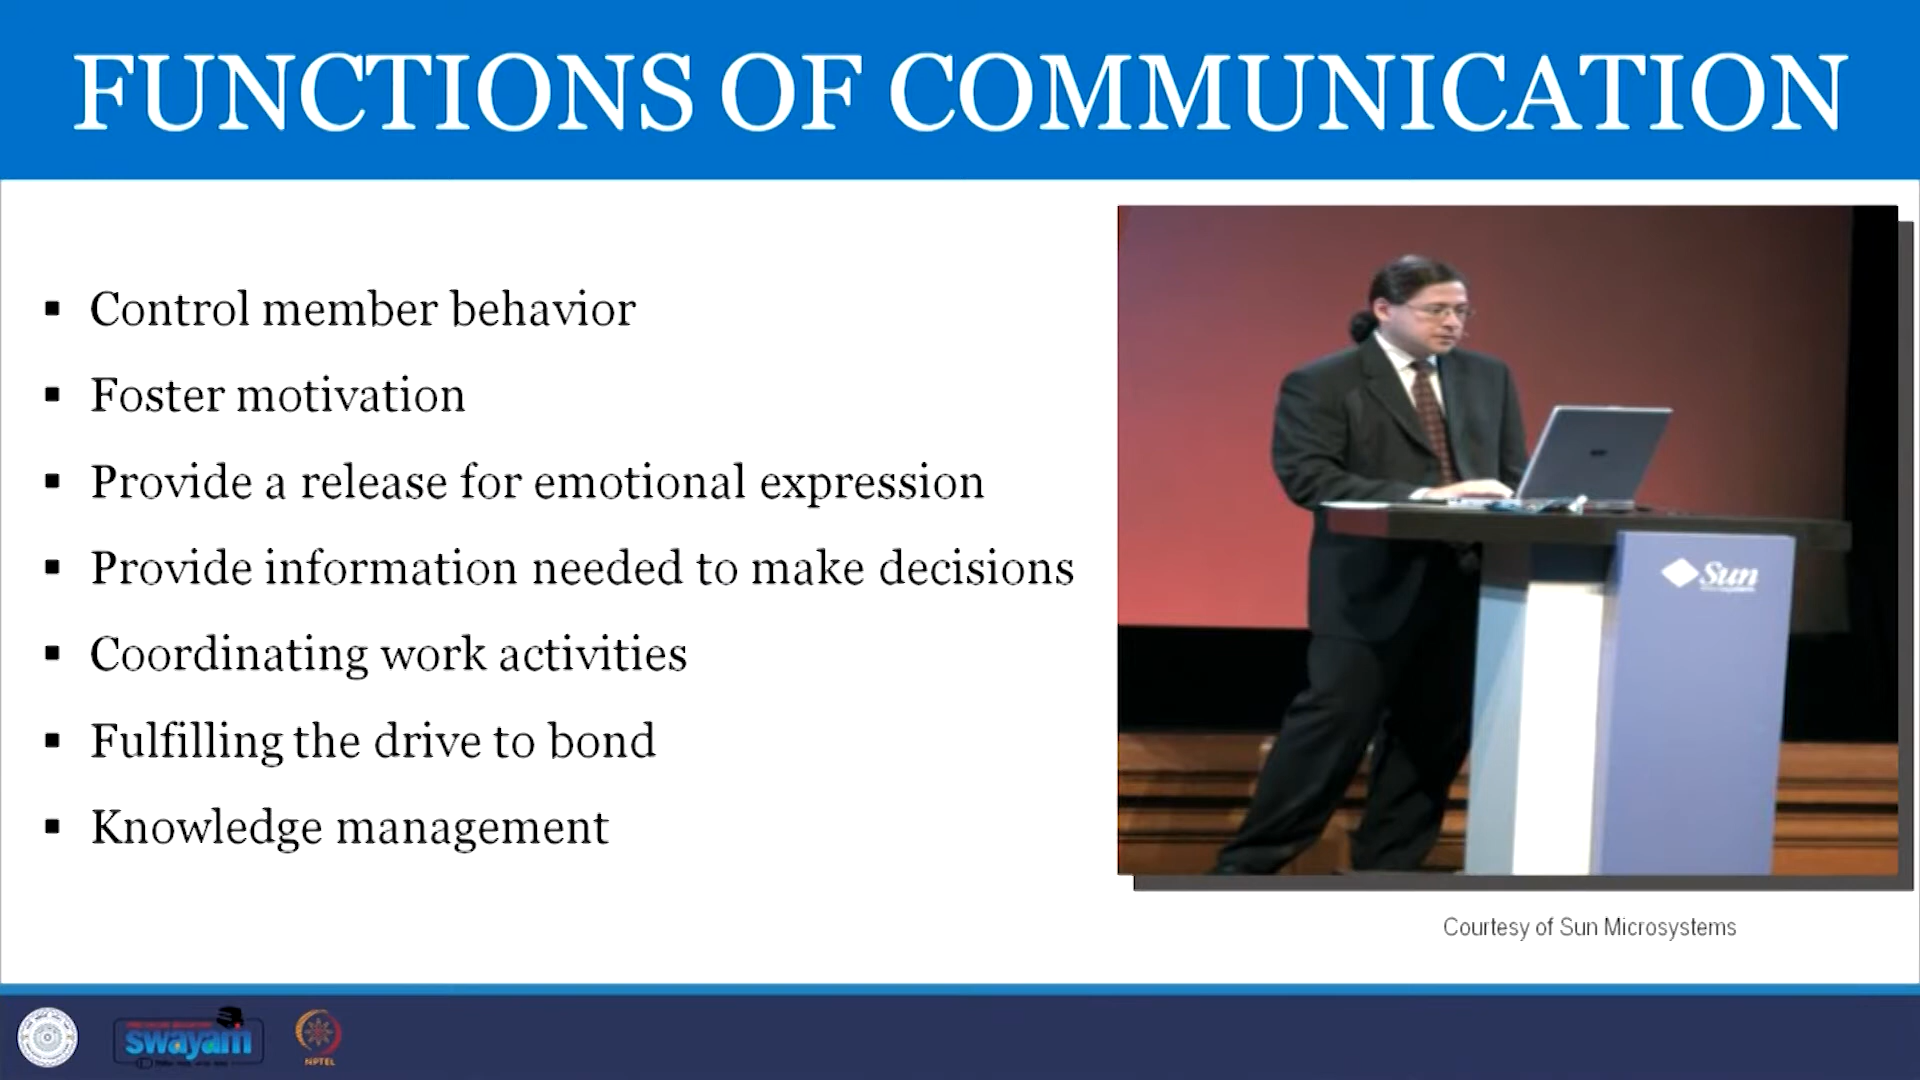 FUNCTIONS OF COMMUNICATION
▪ Control member behavior
▪ Foster motivation
▪ Provide a release for emotional expression
▪ Provide information needed to make decisions
▪ Coordinating work activities
▪ Fulfilling the drive to bond
▪ Knowledge management
Sun
Courtesy of Sun Microsystems
swayam
NPTEL